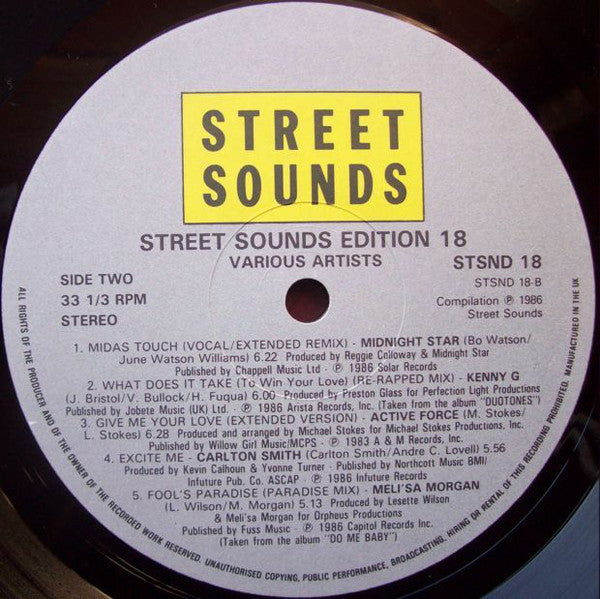 STREET
SOUNDS
STREET SOUNDS EDITION 18
VARIOUS ARTISTS
SIDE TWO
33 1/3 RPM
STEREO
STSND 18
STSND 18-B
Compilation ℗ 1986
Street Sounds
1. MIDAS TOUCH (VOCAL/EXTENDED REMIX) - MIDNIGHT STAR (Bo Watson/
June Watson Williams) 6.22 Produced by Reggie Colloway & Midnight Star
Published by Chappell Music Ltd · ℗ 1986 Solar Records
2. WHAT DOES IT TAKE (To Win Your Love) (RE-RAPPED MIX) - KENNY G
(J. Bristol/V. Bullock/H. Fuqua) 6.00 Produced by Preston Glass for Perfection Light Productions
Published by Jobete Music (UK) Ltd. · ℗ 1986 Arista Records, Inc. (Taken from the album "DUOTONES")
3. GIVE ME YOUR LOVE (EXTENDED VERSION) - ACTIVE FORCE (M. Stokes/
L. Stokes) 6.28 Produced and arranged by Michael Stokes for Michael Stokes Productions, Inc.
Published by Willow Girl Music/MCPS - ℗ 1983 A & M Records, Inc.
4. EXCITE ME - CARLTON SMITH (Carlton Smith/Andre C. Lovell) 5.56
Produced by Kevin Calhoun & Yvonne Turner - Published by Northcott Music BMI/
Infuture Pub. Co. ASCAP - ℗ 1986 Infuture Records
5. FOOL'S PARADISE (PARADISE MIX) - MELI'SA MORGAN
(L. Wilson/M. Morgan) 5.13 Produced by Lesette Wilson
& Meli'sa Morgan for Orpheus Productions
Published by Fuss Music/ - ℗ 1986 Capitol Records Inc.
(Taken from the album "DO ME BABY")
ALL RIGHTS OF THE PRODUCER AND OF THE OWNER OF THE RECORDED WORK RESERVED. UNAUTHORISED COPYING, PUBLIC PERFORMANCE, BROADCASTING, HIRING OR RENTAL OF THIS RECORDING PROHIBITED. MANUFACTURED IN THE UK